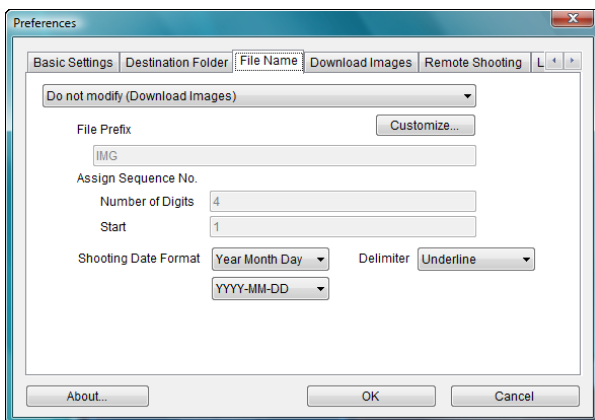 Preferences
Basic Settings Destination Folder File Name Download Images Remote Shooting L
Do not modify (Download Images)
File Prefix Customize...
IMG
Assign Sequence No.
Number of Digits 4
Start 1
Shooting Date Format Year Month Day Delimiter Underline
YYYY-MM-DD
About... OK Cancel